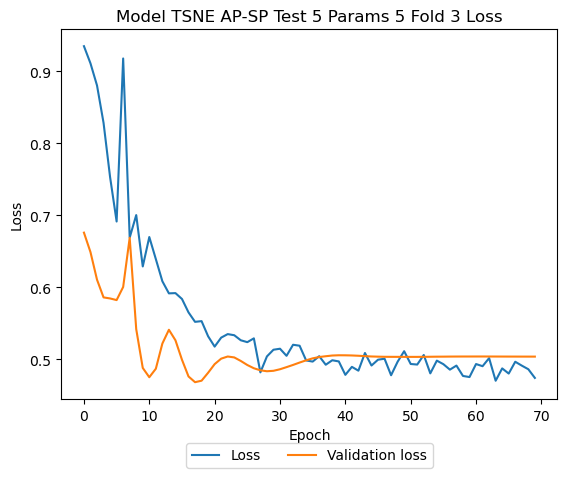 Model TSNE AP-SP Test 5 Params 5 Fold 3 Loss
Loss
0.9
0.8
0.7
0.6
0.5
0 10 20 30 40 50 60 70
Epoch
Loss Validation loss